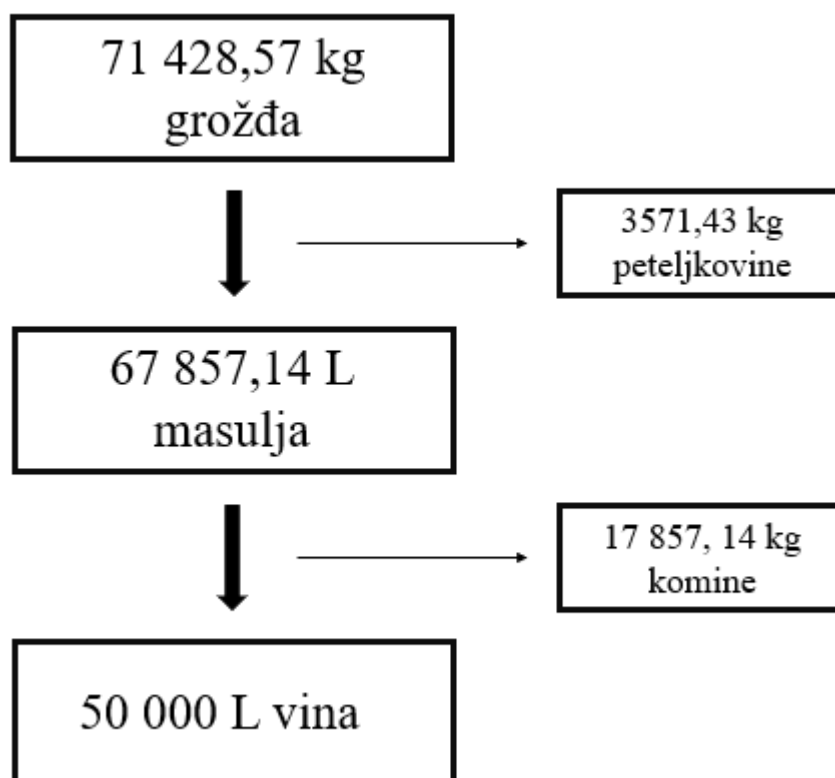 71 428,57 kg
grožđa
3571,43 kg
peteljkovine
67 857,14 L
masulja
17 857, 14 kg
komine
50 000 L vina